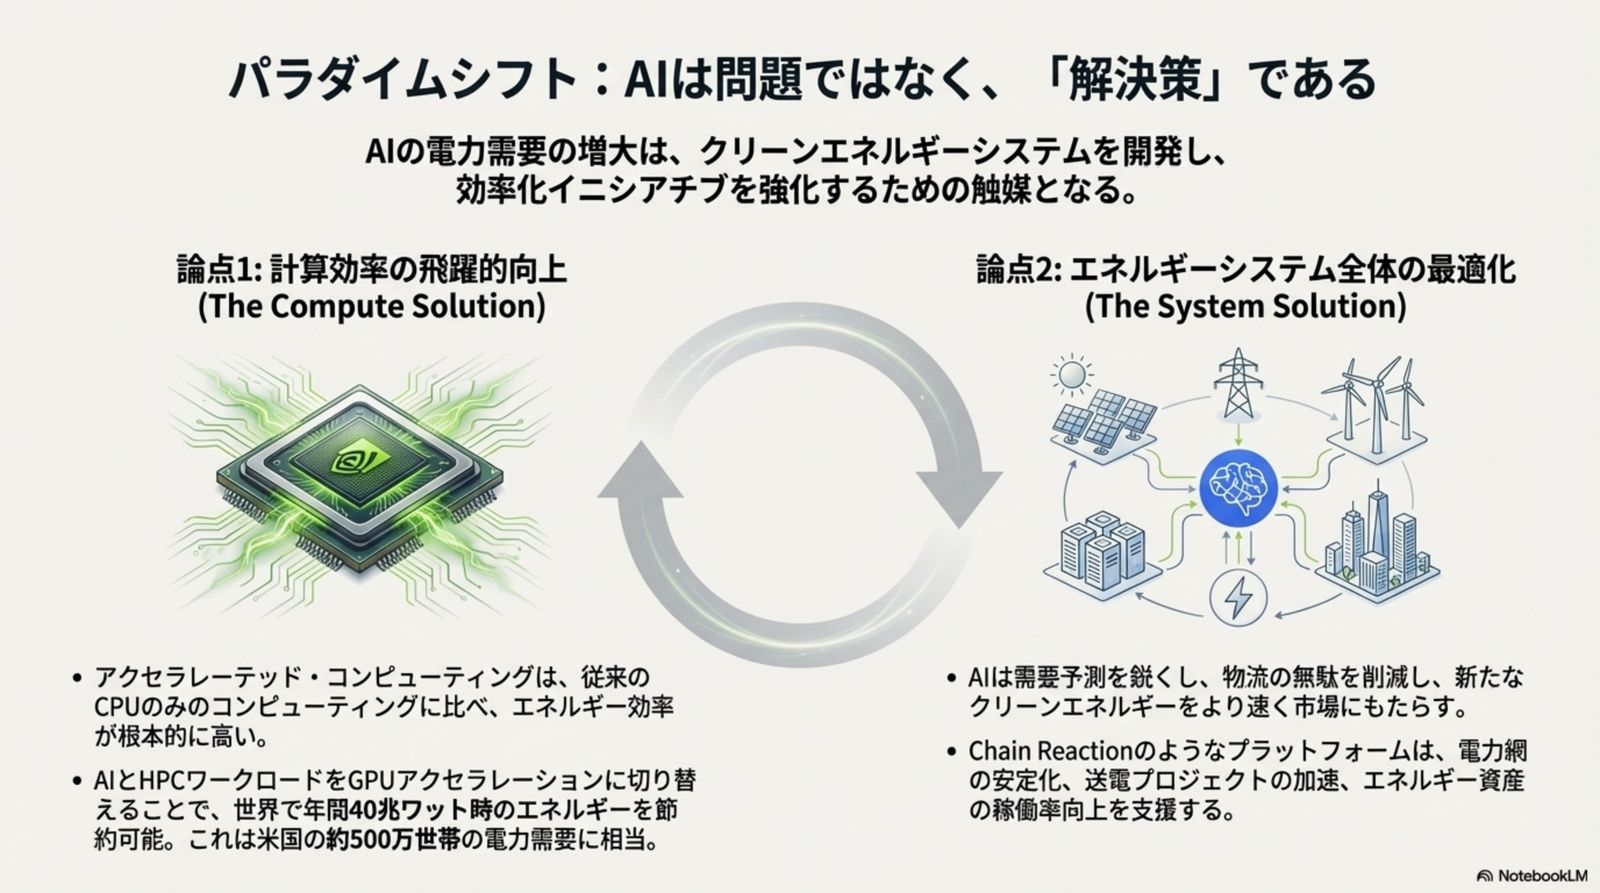 パラダイムシフト：AIは問題ではなく、「解決策」である
AIの電力需要の増大は、クリーンエネルギーシステムを開発し、
効率化イニシアチブを強化するための触媒となる。
論点1: 計算効率の飛躍的向上
(The Compute Solution)
• アクセラレーテッド・コンピューティングは、従来の
CPUのみのコンピューティングに比べ、エネルギー効率
が根本的に高い。
• AIとHPCワークロードをGPUアクセラレーションに切り替
えることで、世界で年間40兆ワット時のエネルギーを節
約可能。これは米国の約500万世帯の電力需要に相当。
論点2: エネルギーシステム全体の最適化
(The System Solution)
• AIは需要予測を鋭くし、物流の無駄を削減し、新たな
クリーンエネルギーをより速く市場にもたらす。
• Chain Reactionのようなプラットフォームは、電力網
の安定化、送電プロジェクトの加速、エネルギー資産
の稼働率向上を支援する。
NotebookLM